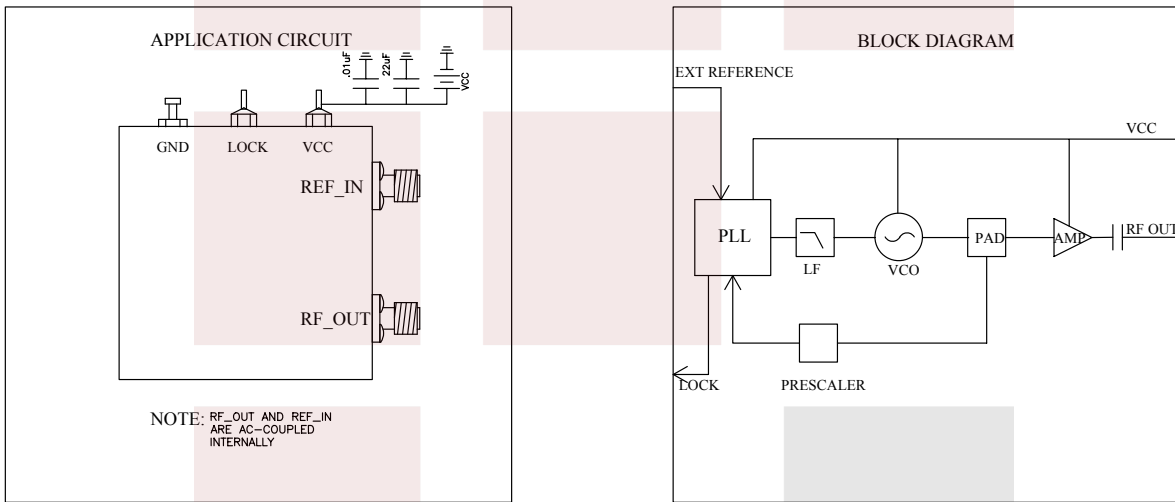 APPLICATION CIRCUIT
.01uF
22uF
VCC
GND
LOCK
VCC
REF_IN
RF_OUT
NOTE: RF_OUT AND REF_IN
ARE AC-COUPLED
INTERNALLY
BLOCK DIAGRAM
EXT REFERENCE
VCC
PLL
LF
VCO
PAD
AMP
RF OUT
LOCK
PRESCALER